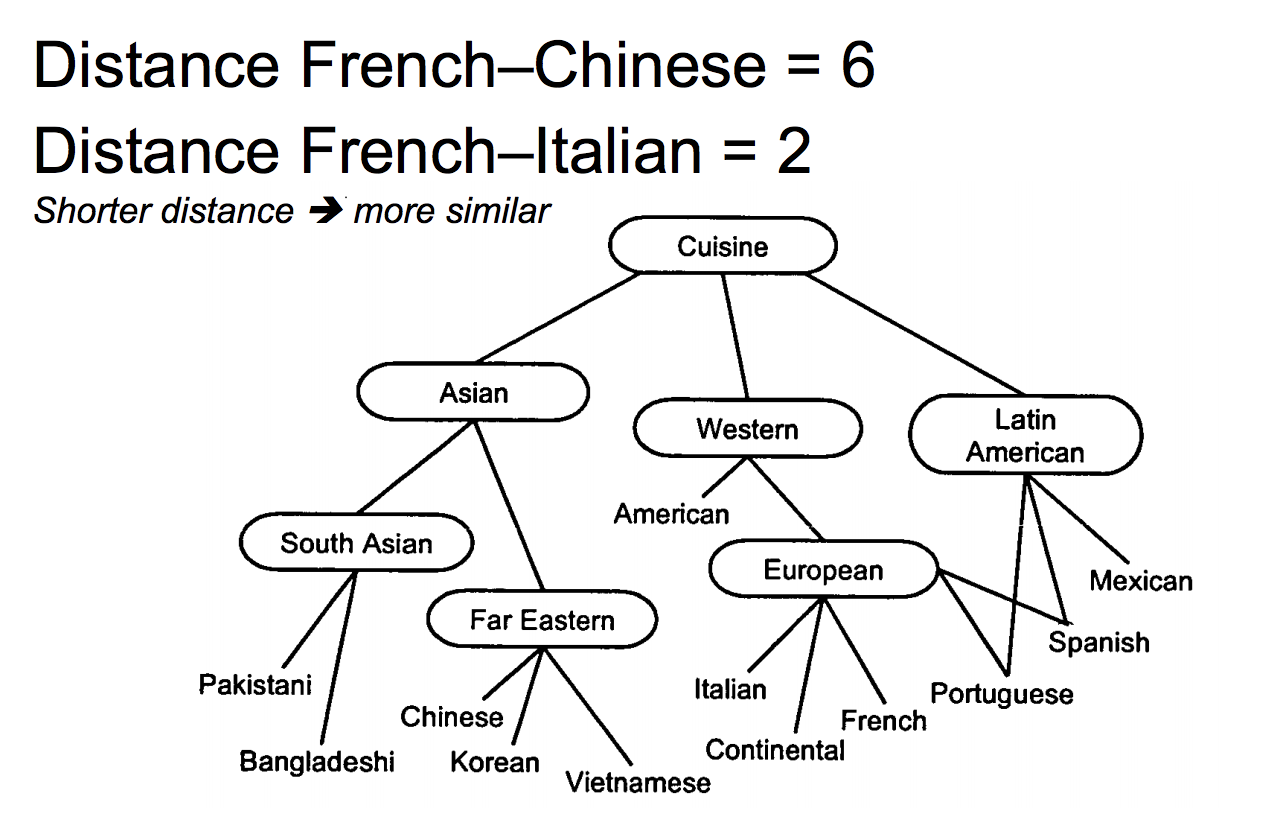 Distance French–Chinese = 6
Distance French–Italian = 2
Shorter distance ➔ more similar
Cuisine
Asian
Western
Latin
American
American
South Asian
European
Mexican
Far Eastern
Spanish
Pakistani
Italian
Portuguese
Chinese
French
Continental
Bangladeshi
Korean
Vietnamese